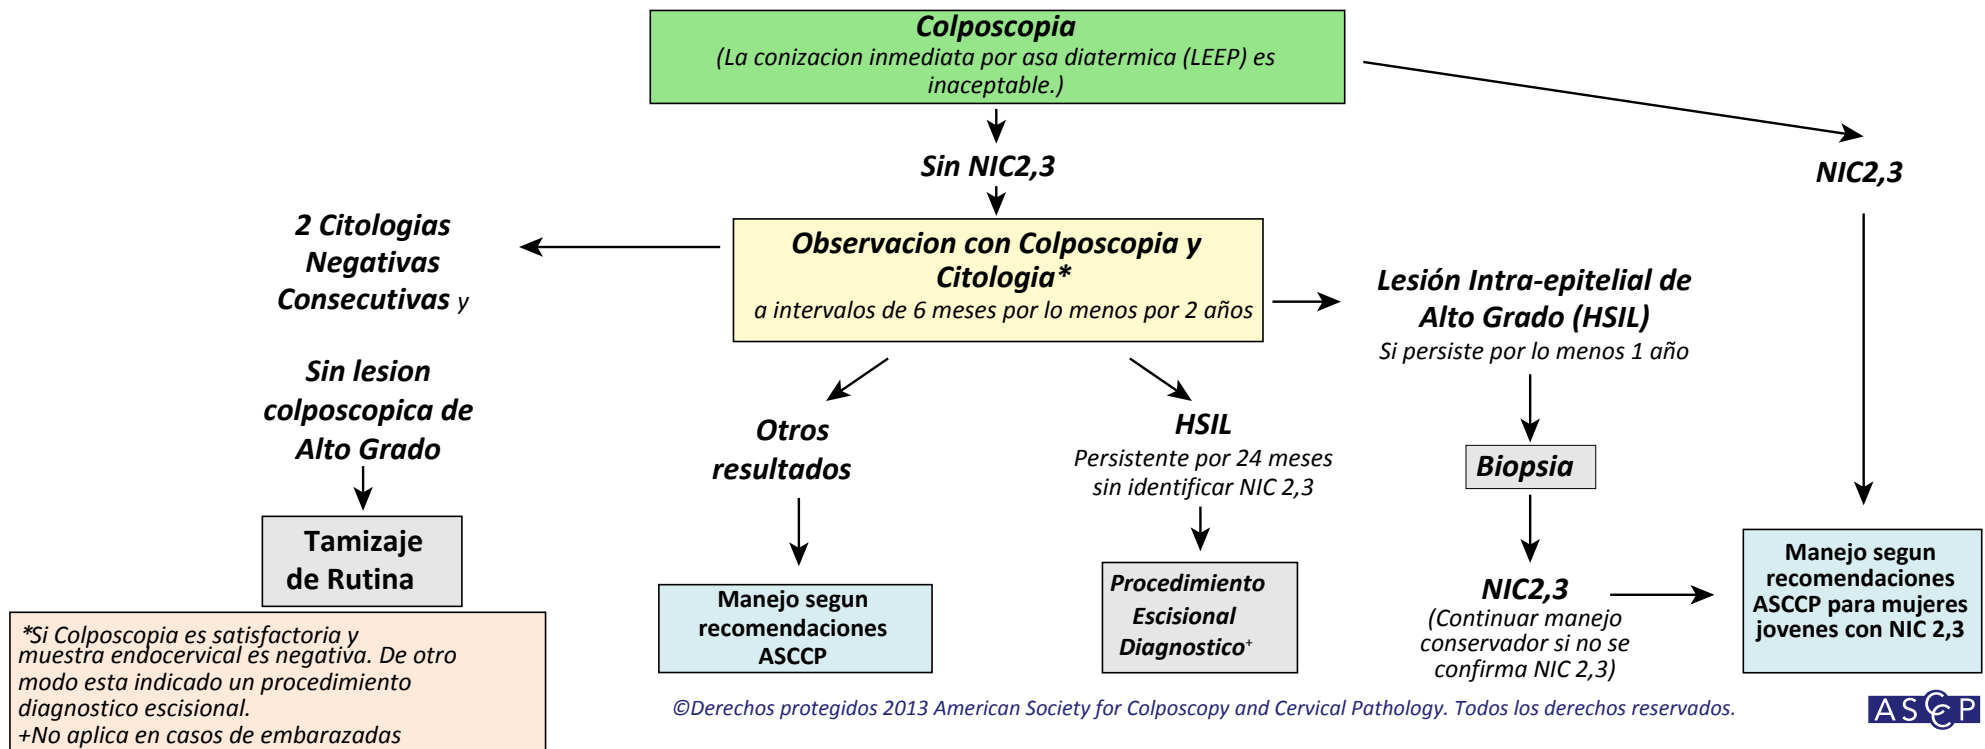 Colposcopia
(La conizacion inmediata por asa diatermica (LEEP) es
inaceptable.)
Sin NIC2,3
NIC2,3
2 Citologias
Negativas
Consecutivas y
Sin lesion
colposcopica de
Alto Grado
Tamizaje
de Rutina
Observacion con Colposcopia y
Citologia*
a intervalos de 6 meses por lo menos por 2 años
Otros
resultados
Manejo segun
recomendaciones
ASCCP
HSIL
Persistente por 24 meses
sin identificar NIC 2,3
Procedimiento
Escisional
Diagnostico+
Lesión Intra-epitelial de
Alto Grado (HSIL)
Si persiste por lo menos 1 año
Biopsia
NIC2,3
(Continuar manejo
conservador si no se
confirma NIC 2,3)
Manejo segun
recomendaciones
ASCCP para mujeres
jovenes con NIC 2,3
*Si Colposcopia es satisfactoria y
muestra endocervical es negativa. De otro
modo esta indicado un procedimiento
diagnostico escisional.
+No aplica en casos de embarazadas
©Derechos protegidos 2013 American Society for Colposcopy and Cervical Pathology. Todos los derechos reservados.
ASCCP